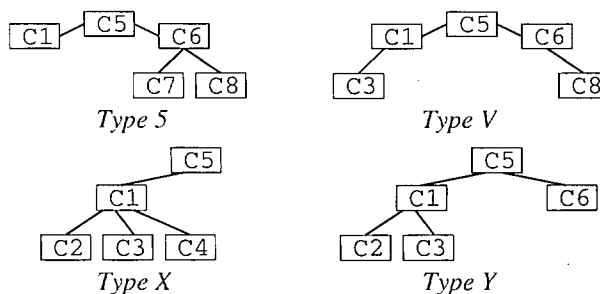 C5 C5
C1 C6 C1 C6
C7 C8 C3 C8
Type 5 Type V
C5 C5
C1 C1 C6
C2 C3 C4 C2 C3
Type X Type Y